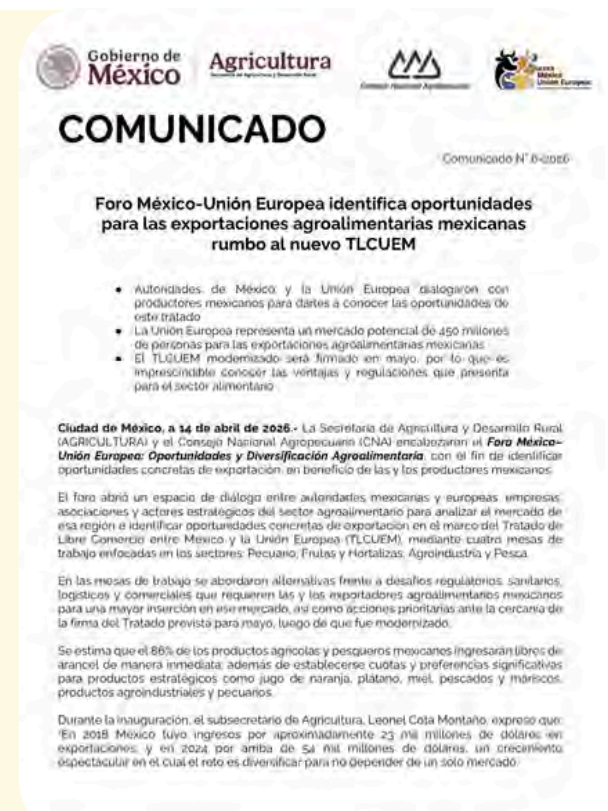 Gobierno de
México
Agricultura
Secretaría de Agricultura y Desarrollo Rural
Consejo Nacional Agropecuario
México
Unión Europea
COMUNICADO
Comunicado N° 6-2026
Foro México-Unión Europea identifica oportunidades
para las exportaciones agroalimentarias mexicanas
rumbo al nuevo TLCUEM
• Autoridades de México y la Unión Europea dialogaron con
productores mexicanos para darles a conocer las oportunidades de
este tratado
• La Unión Europea representa un mercado potencial de 450 millones
de personas para las exportaciones agroalimentarias mexicanas
• El TLCUEM modernizado será firmado en mayo, por lo que es
imprescindible conocer las ventajas y regulaciones que presenta
para el sector alimentario
Ciudad de México, a 14 de abril de 2026.- La Secretaría de Agricultura y Desarrollo Rural
(AGRICULTURA) y el Consejo Nacional Agropecuario (CNA) encabezaron el Foro México–
Unión Europea: Oportunidades y Diversificación Agroalimentaria, con el fin de identificar
oportunidades concretas de exportación, en beneficio de las y los productores mexicanos.
El foro abrió un espacio de diálogo entre autoridades mexicanas y europeas, empresas,
asociaciones y actores estratégicos del sector agroalimentario para analizar el mercado de
esa región e identificar oportunidades concretas de exportación en el marco del Tratado de
Libre Comercio entre México y la Unión Europea (TLCUEM), mediante cuatro mesas de
trabajo enfocadas en los sectores: Pecuario, Frutas y Hortalizas, Agroindustria y Pesca.
En las mesas de trabajo se abordaron alternativas frente a desafíos regulatorios, sanitarios,
logísticos y comerciales que requieren las y los exportadores agroalimentarios mexicanos
para una mayor inserción en ese mercado, así como acciones prioritarias ante la cercanía de
la firma del Tratado prevista para mayo, luego de que fue modernizado.
Se estima que el 86% de los productos agrícolas y pesqueros mexicanos ingresarán libres de
arancel de manera inmediata, además de establecerse cuotas y preferencias significativas
para productos estratégicos como jugo de naranja, plátano, miel, pescados y mariscos,
productos agroindustriales y pecuarios.
Durante la inauguración, el subsecretario de Agricultura, Leonel Cota Montaño, expresó que:
"En 2018 México tuvo ingresos por aproximadamente 23 mil millones de dólares en
exportaciones, y en 2024 por arriba de 54 mil millones de dólares, un crecimiento
espectacular en el cual el reto es diversificar para no depender de un solo mercado